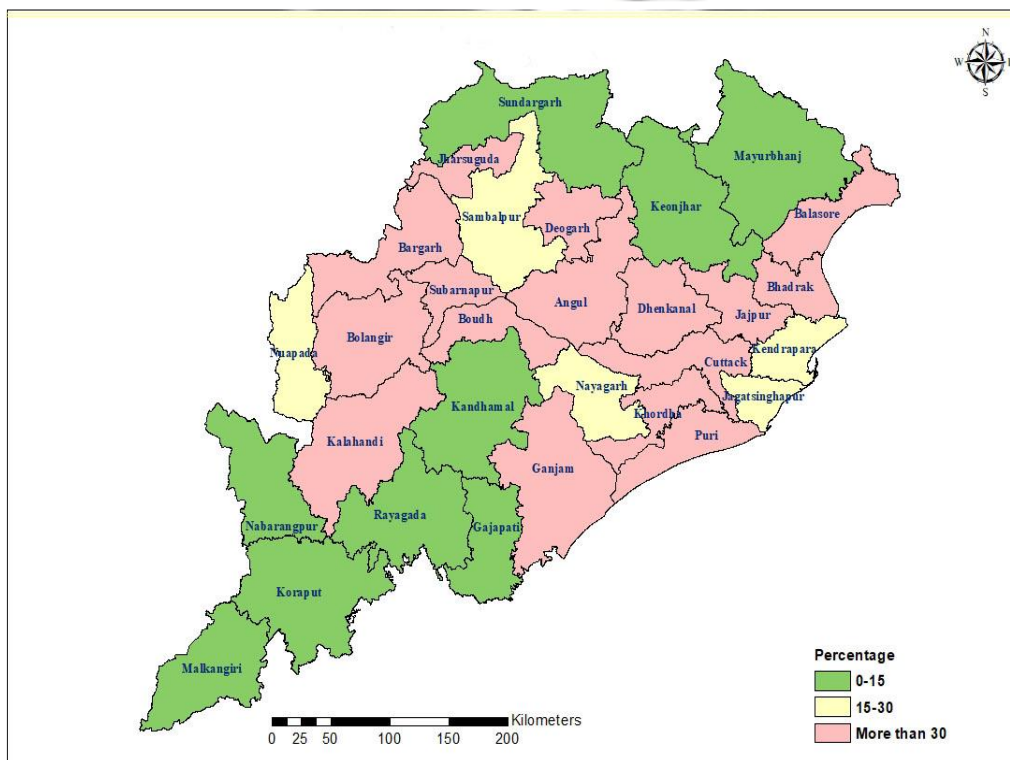 N
W
S
Sundargarh
Jharsuguda
Mayurbhanj
Keonjhar
Sambalpur
Deogarh
Balasore
Bargarh
Subarnapur
Bhadrak
Angul
Dhenkanal
Jajpur
Boudh
Bolangir
Nuapada
Kendrapara
Cuttack
Nayagarh
Jagatsinghapur
Kandhamal
Khordha
Kalahandi
Puri
Ganjam
Rayagada
Gajapati
Nabarangpur
Koraput
Malkangiri
Percentage
0-15
15-30
More than 30
Kilometers
0 25 50 100 150 200